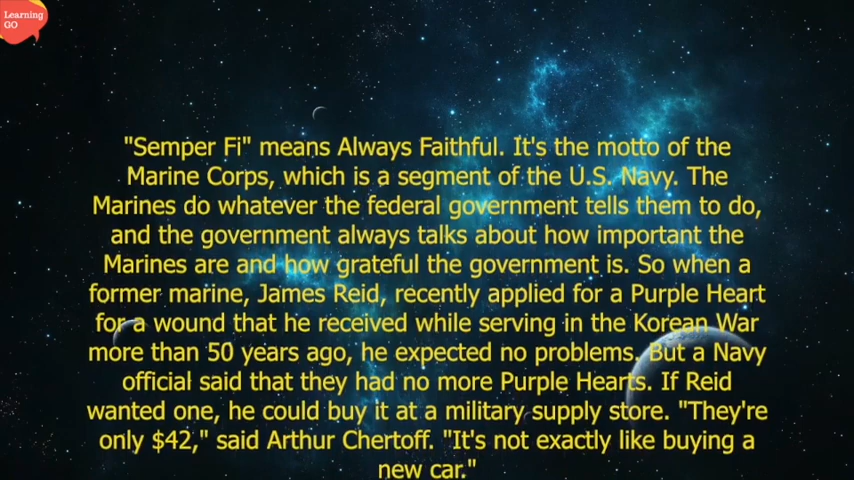 Learning
GO
"Semper Fi" means Always Faithful. It's the motto of the
Marine Corps, which is a segment of the U.S. Navy. The
Marines do whatever the federal government tells them to do,
and the government always talks about how important the
Marines are and how grateful the government is. So when a
former marine, James Reid, recently applied for a Purple Heart
for a wound that he received while serving in the Korean War
more than 50 years ago, he expected no problems. But a Navy
official said that they had no more Purple Hearts. If Reid
wanted one, he could buy it at a military supply store. "They're
only $42," said Arthur Chertoff. "It's not exactly like buying a
new car."